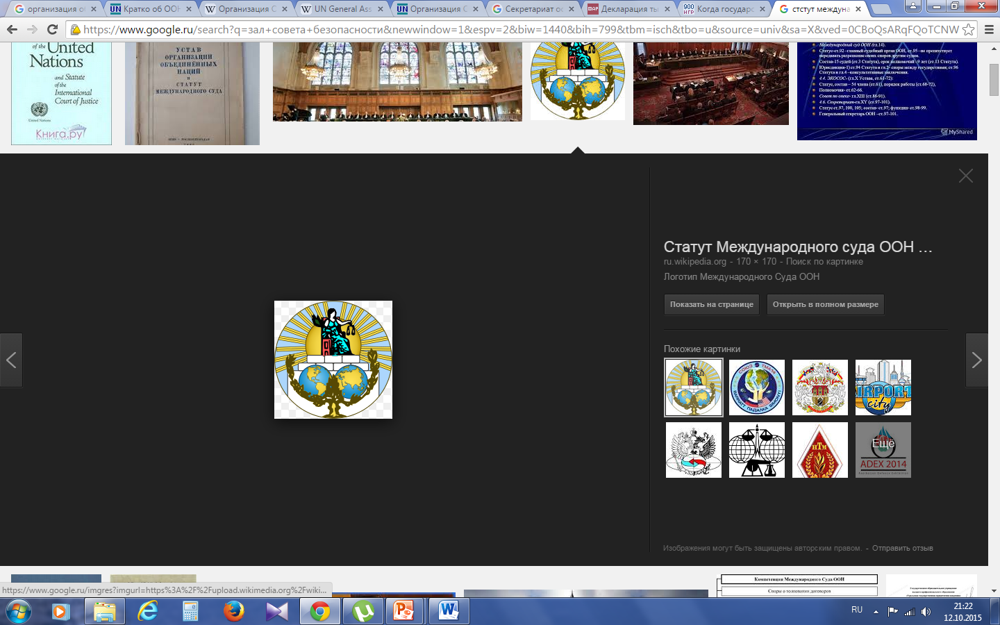 организация об
Кратко об ООН
Организация О
UN General Ass
Организация О
Секретариат оо
Декларация ты
Когда государс
стстут междуна
https://www.google.ru/search?q=зал+совета+безопасности&newwindow=1&espv=2&biw=1440&bih=799&tbm=isch&tbo=u&source=univ&sa=X&ved=0CBoQsARqFQoTCNW
of the United
Nations
and Statute
of the
International
Court of Justice
United Nations
Книга.ру
УСТАВ
ОРГАНИЗАЦИИ
ОБЪЕДИНЁННЫХ
НАЦИЙ
и
СТАТУТ
МЕЖДУНАРОДНОГО СУДА
Международный суд ООН (гл.14).
Статус-ст.92 –главный судебный орган ООН, ст.95 –не препятствует
передавать разрешение своих споров другим судам.
Состав-15 судей (ст.3 Статута), срок полномочий -9 лет (ст.13 Статута).
Юрисдикция-1) ст.94 Статута и гл.2- споры между государствами; ст.96
Статута и гл.4 –консультативные заключения.
4.4. ЭКОСОС- (гл.X Устава, ст.61-72):
Статус, состав – 54 члена (ст.61), порядок работы (ст.68-72),
Полномочия- ст.62-66.
Совет по опеке- гл.XIII (ст.86-91).
4.6. Секретариат-гл.XY (ст.97-101).
Статус ст.97, 100, 105; состав- ст.97; функции- ст.98-99.
Генеральный секретарь ООН –ст.97-101.
MyShared
Статут Международного суда ООН ...
ru.wikipedia.org - 170 × 170 - Поиск по картинке
Логотип Международного Суда ООН
Показать на странице
Открыть в полном размере
Похожие картинки
СОЮЗ ТМА14
БАРРАТТ ПАДАЛКА ВАКАТА
AIRPORT
city
НТМ
Ещё
ADEX 2014
Изображения могут быть защищены авторским правом. - Отправить отзыв
Компетенция Международного Суда ООН
Споры о толковании договоров
https://www.google.ru/imgres?imgurl=https%3A%2F%2Fupload.wikimedia.org%2Fwiki...
RU
21:22
12.10.2015